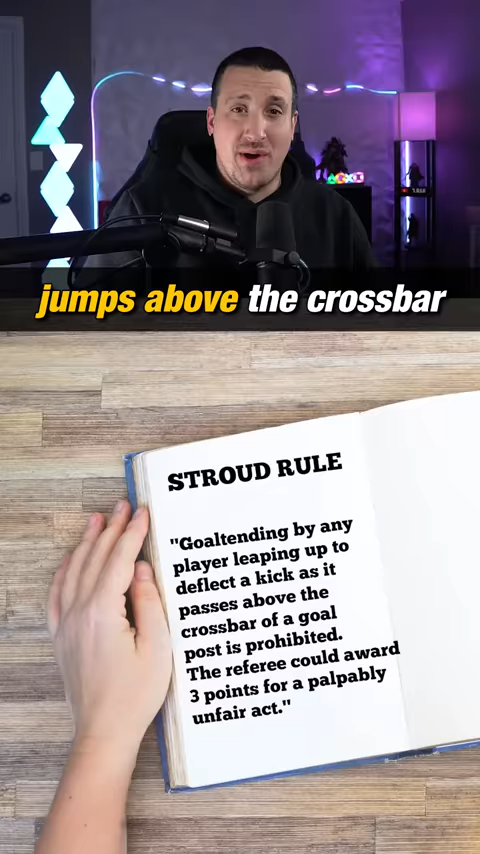 jumps above the crossbar
STROUD RULE
"Goaltending by any
player leaping up to
deflect a kick as it
passes above the
crossbar of a goal
post is prohibited.
The referee could award
3 points for a palpably
unfair act."